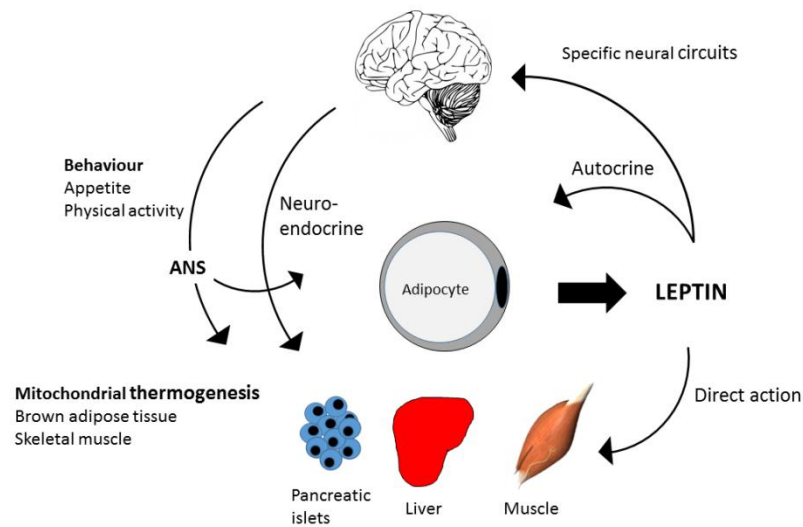 Specific neural circuits
Behaviour
Appetite
Physical activity
Autocrine
Neuro-
endocrine
ANS
Adipocyte
LEPTIN
Mitochondrial thermogenesis
Brown adipose tissue
Skeletal muscle
Direct action
Pancreatic
islets
Liver
Muscle